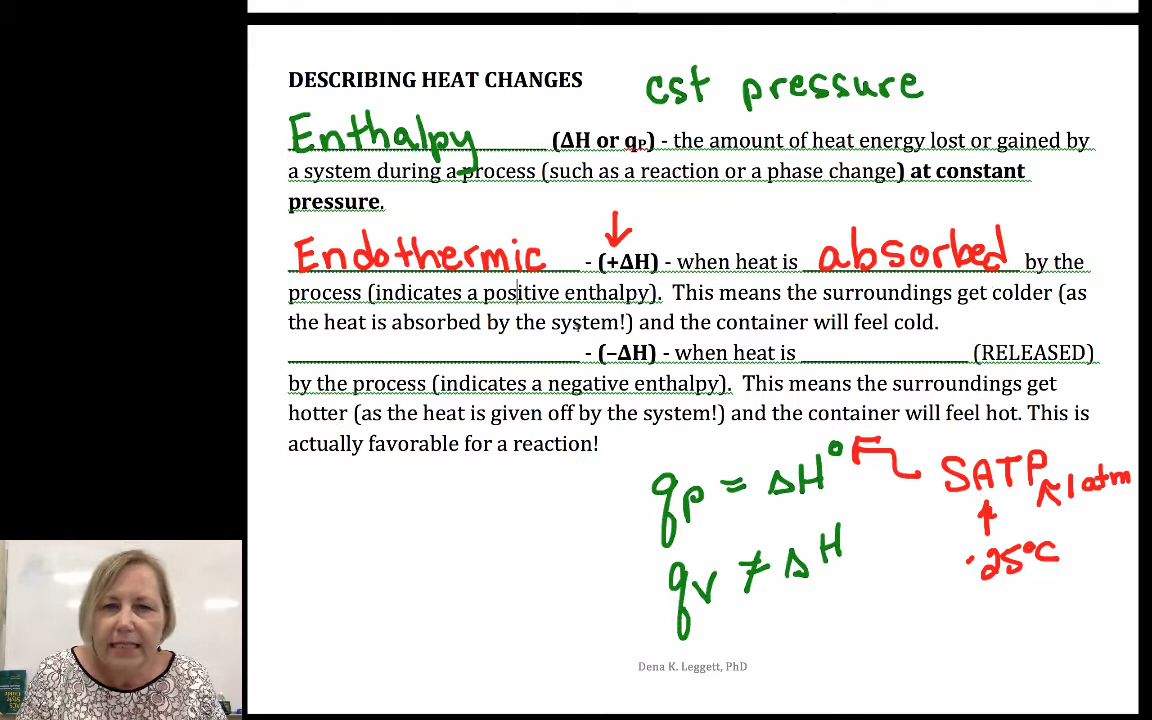 DESCRIBING HEAT CHANGES cst pressure
Enthalpy (ΔH or qP) - the amount of heat energy lost or gained by
a system during a process (such as a reaction or a phase change) at constant
pressure.
Endothermic - (+ΔH) - when heat is absorbed by the
process (indicates a positive enthalpy). This means the surroundings get colder (as
the heat is absorbed by the system!) and the container will feel cold.
- (–ΔH) - when heat is (RELEASED)
by the process (indicates a negative enthalpy). This means the surroundings get
hotter (as the heat is given off by the system!) and the container will feel hot. This is
actually favorable for a reaction!
qp = ΔH° SATP 1 atm
25°C
qv ≠ ΔH
Dena K. Leggett, PhD